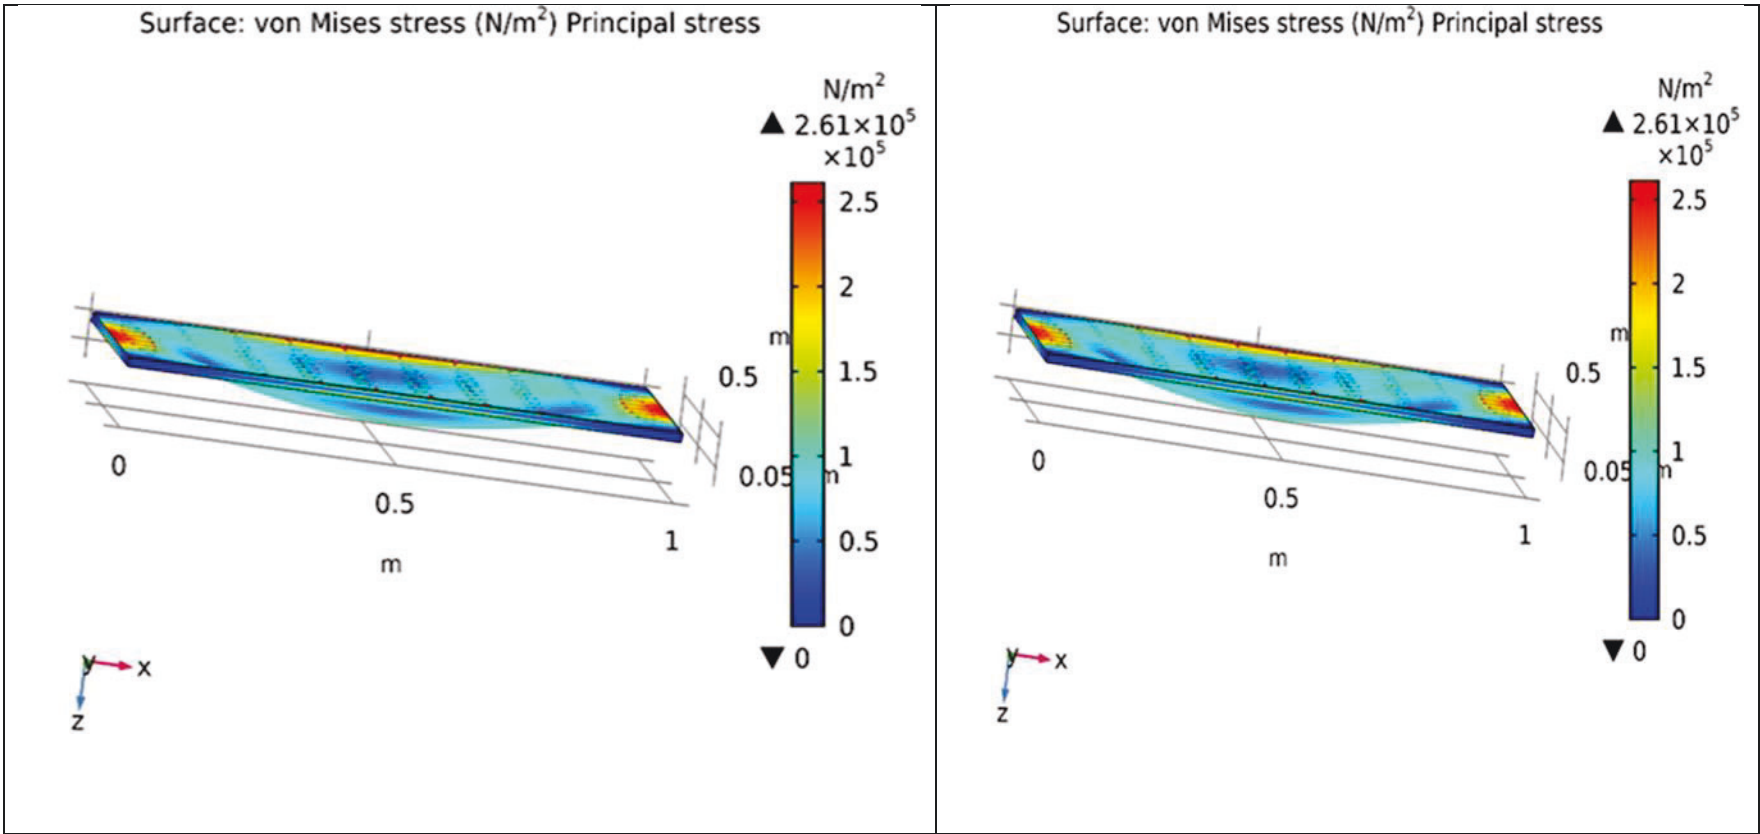 Surface: von Mises stress (N/m²) Principal stress
N/m²
▲ 2.61×10⁵
×10⁵
2.5
2
1.5
1
0.5
0
▼ 0
m
0.5
0.05
m
0
0.5
1
m
y
x
z
Surface: von Mises stress (N/m²) Principal stress
N/m²
▲ 2.61×10⁵
×10⁵
2.5
2
1.5
1
0.5
0
▼ 0
m
0.5
0.05
m
0
0.5
1
m
y
x
z